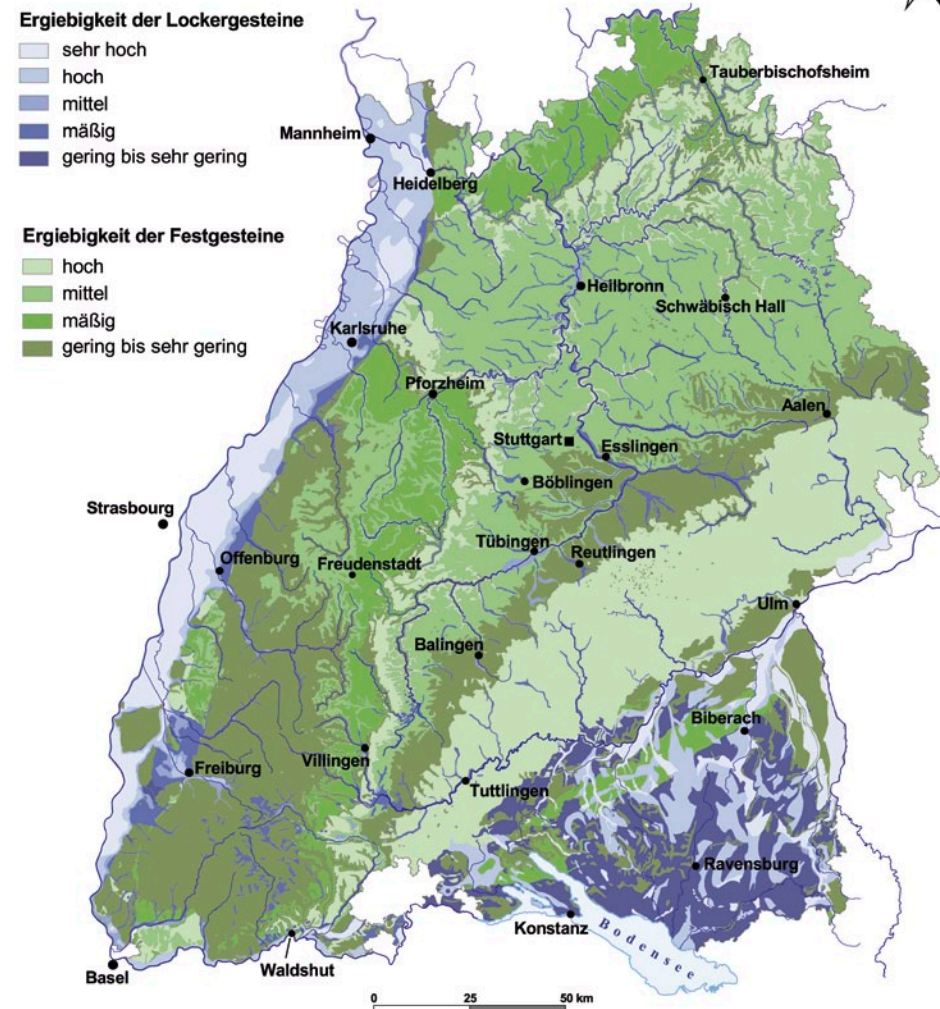 Ergiebigkeit der Lockergesteine
sehr hoch
hoch
mittel
mäßig
gering bis sehr gering
Ergiebigkeit der Festgesteine
hoch
mittel
mäßig
gering bis sehr gering
Tauberbischofsheim
Mannheim
Heidelberg
Heilbronn
Schwäbisch Hall
Karlsruhe
Pforzheim
Aalen
Stuttgart
Esslingen
Böblingen
Strasbourg
Tübingen
Reutlingen
Offenburg
Freudenstadt
Ulm
Balingen
Biberach
Villingen
Freiburg
Tuttlingen
Ravensburg
Konstanz
Bodensee
Waldshut
Basel
0 25 50 km